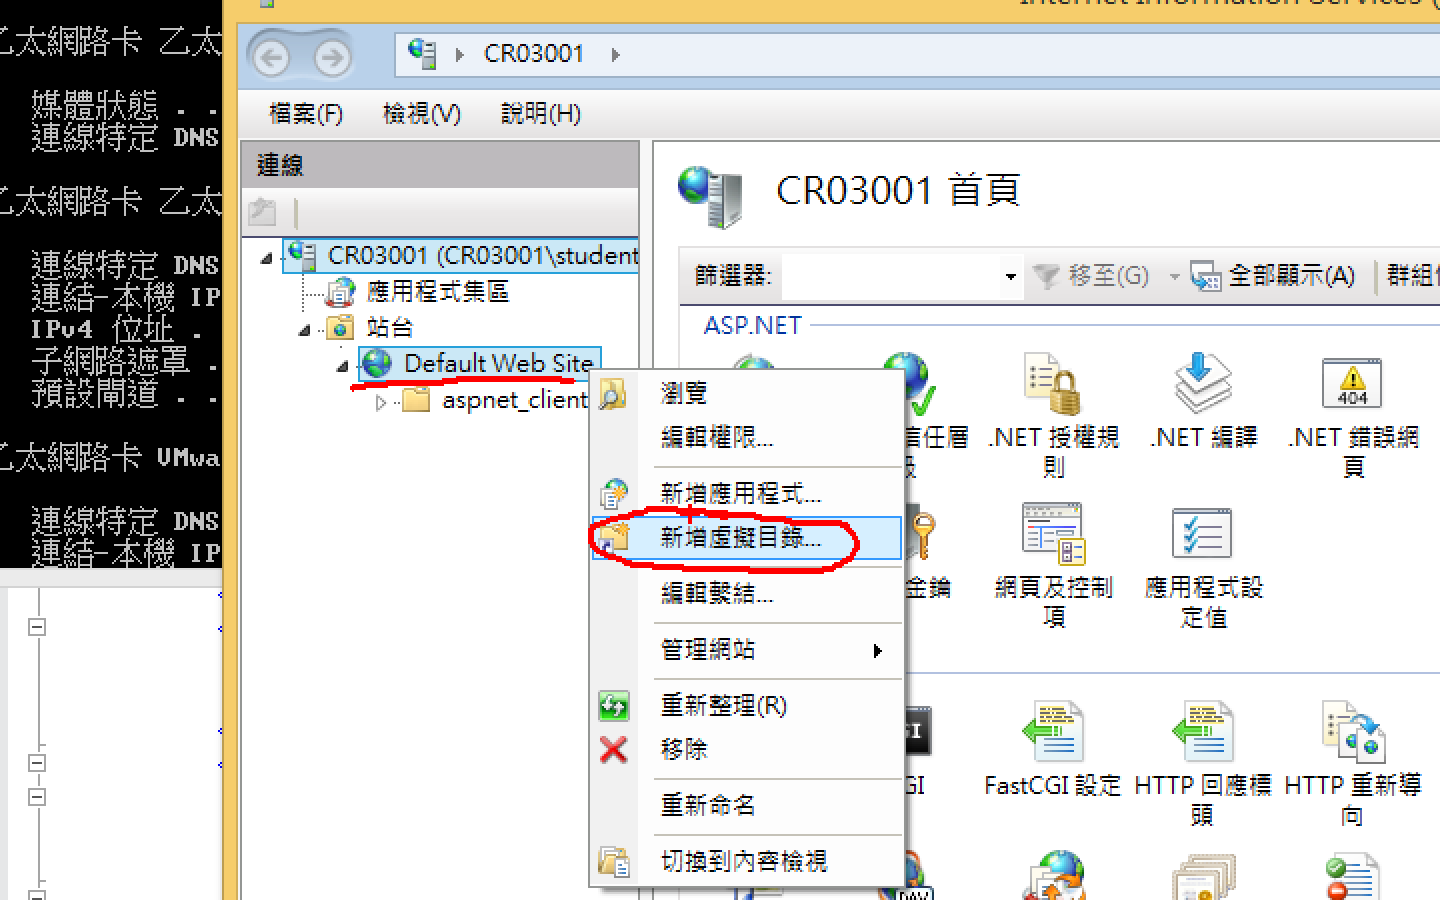 乙太網路卡 乙太
媒體狀態 . .
連線特定 DNS
乙太網路卡 乙太
連線特定 DNS
連結-本機 IP
IPv4 位址 .
子網路遮罩 .
預設閘道 . .
乙太網路卡 VMwa
連線特定 DNS
連結-本機 IP
Internet Information Services (
CR03001
檔案(F) 檢視(V) 說明(H)
連線
CR03001 (CR03001\student
應用程式集區
站台
Default Web Site
aspnet_client
瀏覽
編輯權限...
新增應用程式...
新增虛擬目錄...
編輯繫結...
管理網站
重新整理(R)
移除
重新命名
切換到內容檢視
CR03001 首頁
篩選器: 移至(G) 全部顯示(A) 群組
ASP.NET
信任層
級
.NET 授權規
則
.NET 編譯
404
.NET 錯誤網
頁
金鑰
網頁及控制
項
應用程式設
定值
GI
GI
FastCGI 設定
HTTP 回應標
頭
HTTP 重新導
向
DAV